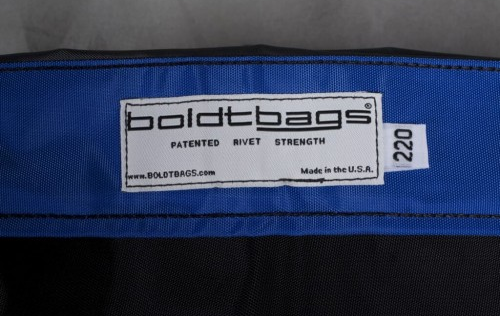 boldtbags®
PATENTED RIVET STRENGTH
www.BOLDTBAGS.com Made in the U.S.A.
220